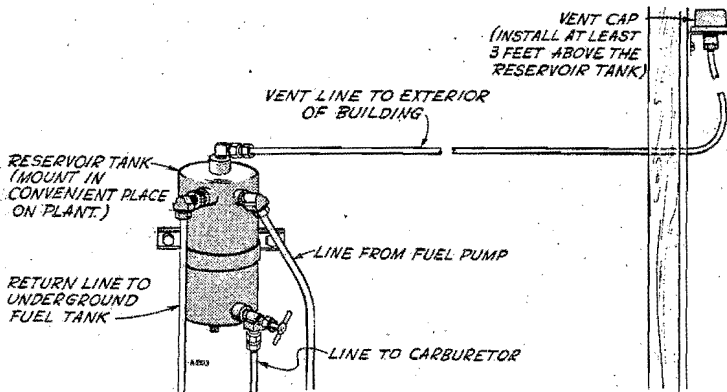 VENT CAP
(INSTALL AT LEAST
3 FEET ABOVE THE
RESERVOIR TANK)
VENT LINE TO EXTERIOR
OF BUILDING
RESERVOIR TANK
(MOUNT IN
CONVENIENT PLACE
ON PLANT.)
LINE FROM FUEL PUMP
RETURN LINE TO
UNDERGROUND
FUEL TANK
LINE TO CARBURETOR